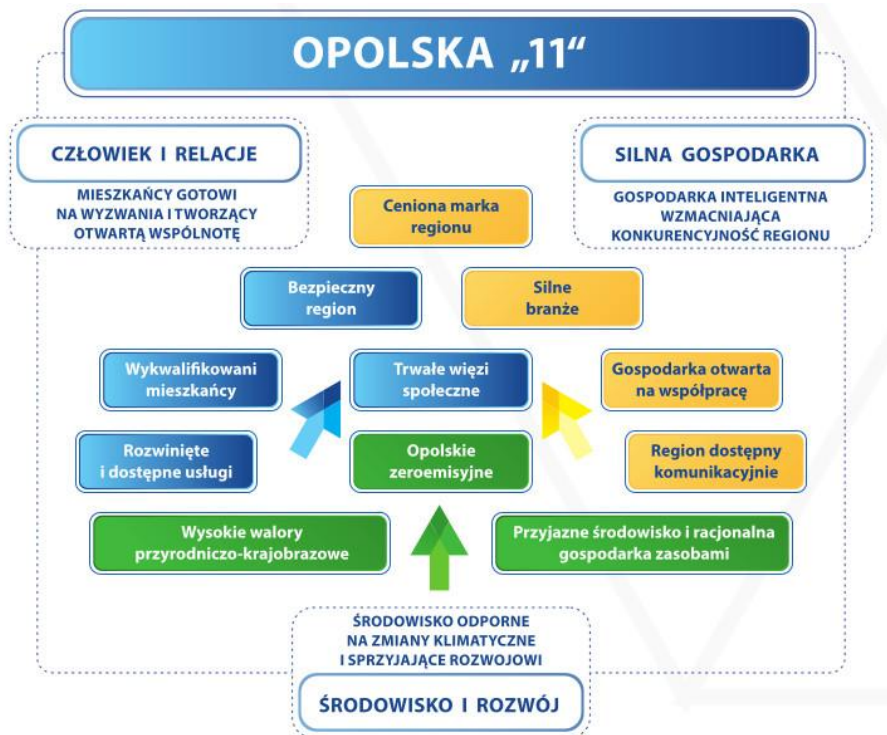 OPOLSKA „11“
CZŁOWIEK I RELACJE
MIESZKAŃCY GOTOWI
NA WYZWANIA I TWORZĄCY
OTWARTĄ WSPÓLNOTĘ
SILNA GOSPODARKA
GOSPODARKA INTELIGENTNA
WZMACNIAJĄCA
KONKURENCYJNOŚĆ REGIONU
Ceniona marka
regionu
Bezpieczny
region
Silne
branże
Wykwalifikowani
mieszkańcy
Trwałe więzi
społeczne
Gospodarka otwarta
na współpracę
Rozwinięte
i dostępne usługi
Opolskie
zeroemisyjne
Region dostępny
komunikacyjnie
Wysokie walory
przyrodniczo-krajobrazowe
Przyjazne środowisko i racjonalna
gospodarka zasobami
ŚRODOWISKO ODPORNE
NA ZMIANY KLIMATYCZNE
I SPRZYJAJĄCE ROZWOJOWI
ŚRODOWISKO I ROZWÓJ